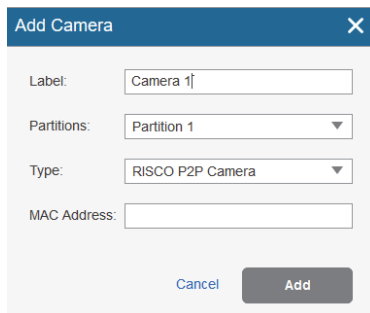 Add Camera
Label: Camera 1
Partitions: Partition 1
Type: RISCO P2P Camera
MAC Address:
Cancel Add